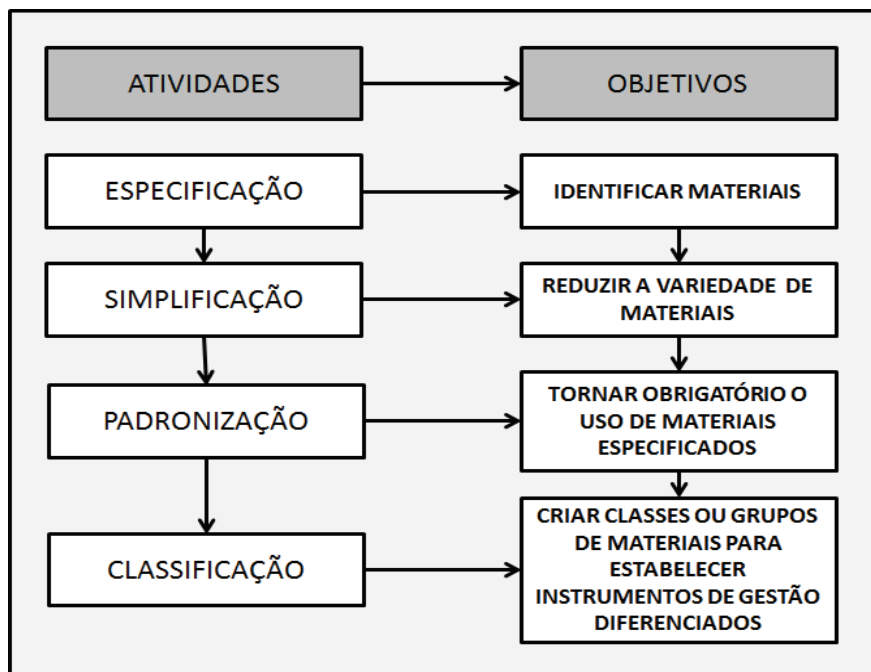 ATIVIDADES
OBJETIVOS
ESPECIFICAÇÃO
IDENTIFICAR MATERIAIS
SIMPLIFICAÇÃO
REDUZIR A VARIEDADE DE
MATERIAIS
PADRONIZAÇÃO
TORNAR OBRIGATÓRIO O
USO DE MATERIAIS
ESPECIFICADOS
CLASSIFICAÇÃO
CRIAR CLASSES OU GRUPOS
DE MATERIAIS PARA
ESTABELECER
INSTRUMENTOS DE GESTÃO
DIFERENCIADOS